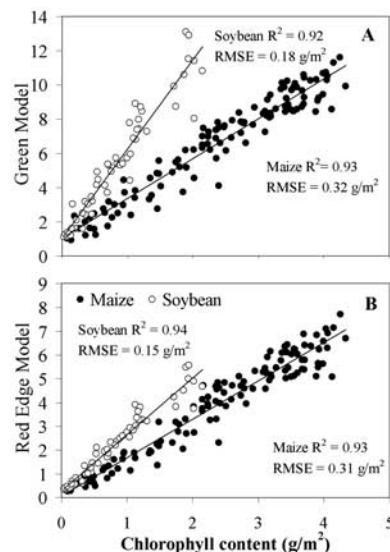 14
12
10
8
6
4
2
0
Green Model
A
Soybean R² = 0.92
RMSE = 0.18 g/m²
Maize R² = 0.93
RMSE = 0.32 g/m²
9
8
7
6
5
4
3
2
1
0
Red Edge Model
Maize Soybean
B
Soybean R² = 0.94
RMSE = 0.15 g/m²
Maize R² = 0.93
RMSE = 0.31 g/m²
0 1 2 3 4 5
Chlorophyll content (g/m²)